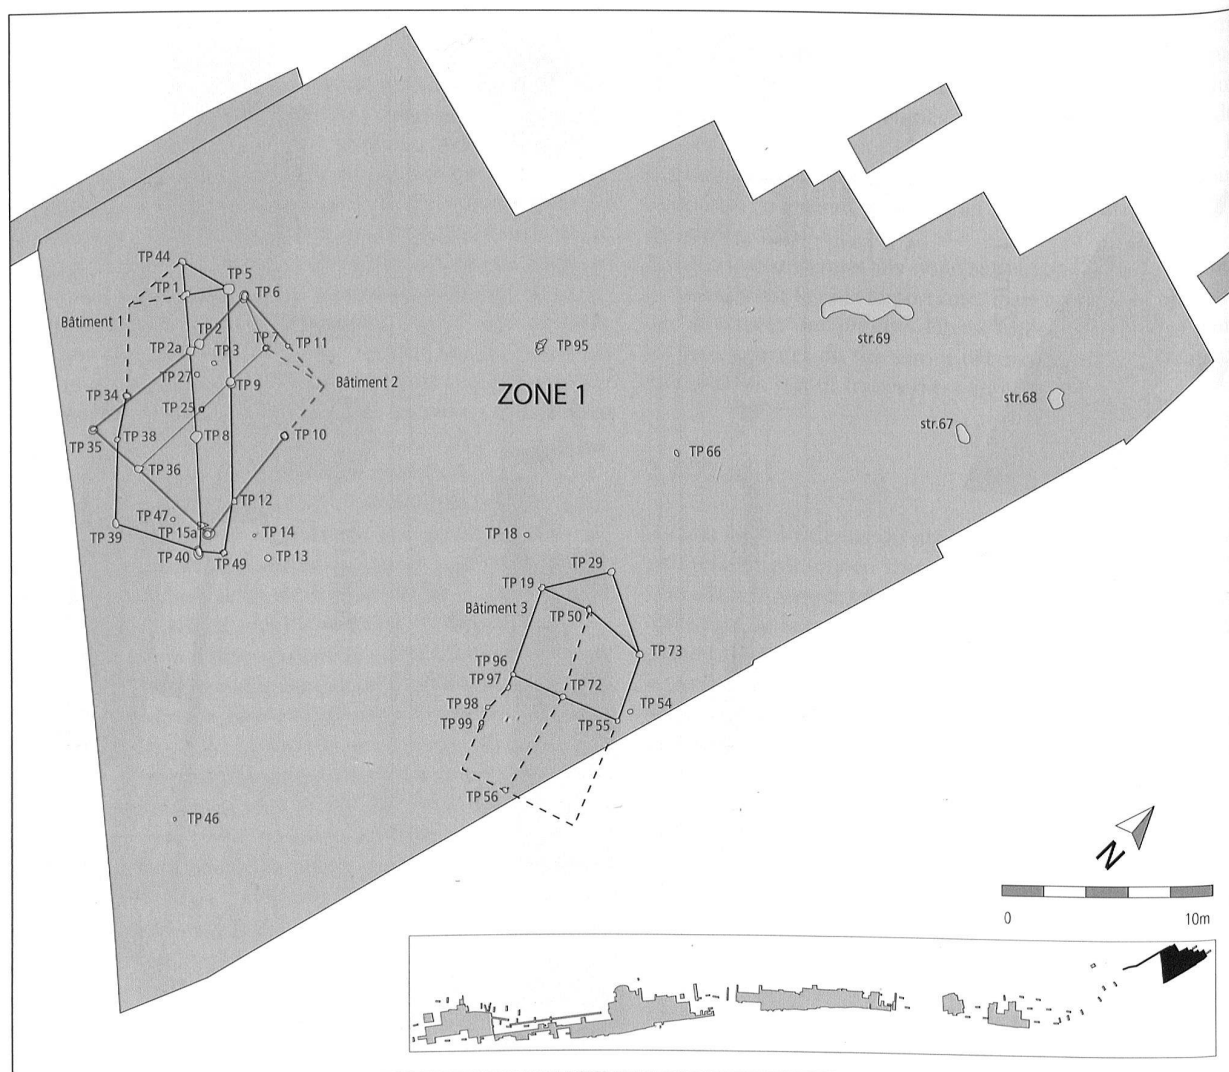 TP 44
TP 5
TP 1
TP 6
Bâtiment 1
TP 2
TP 7
TP 11
TP 2a
TP 3
TP 95
str.69
TP 27
TP 9
Bâtiment 2
ZONE 1
TP 34
str.68
TP 25
str.67
TP 35
TP 38
TP 8
TP 10
TP 66
TP 36
TP 12
TP 47
TP 39
TP 15a
TP 14
TP 18
TP 40
TP 49
TP 13
TP 29
TP 19
Bâtiment 3
TP 50
TP 73
TP 96
TP 97
TP 72
TP 98
TP 54
TP 99
TP 55
TP 56
TP 46
N
0 10m